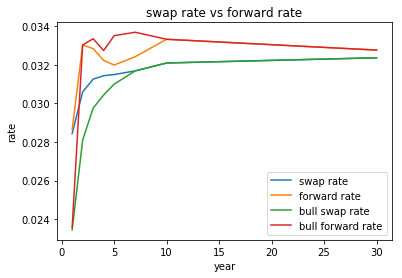 swap rate vs forward rate
rate
0.034
0.032
0.030
0.028
0.026
0.024
0 5 10 15 20 25 30
year
swap rate
forward rate
bull swap rate
bull forward rate